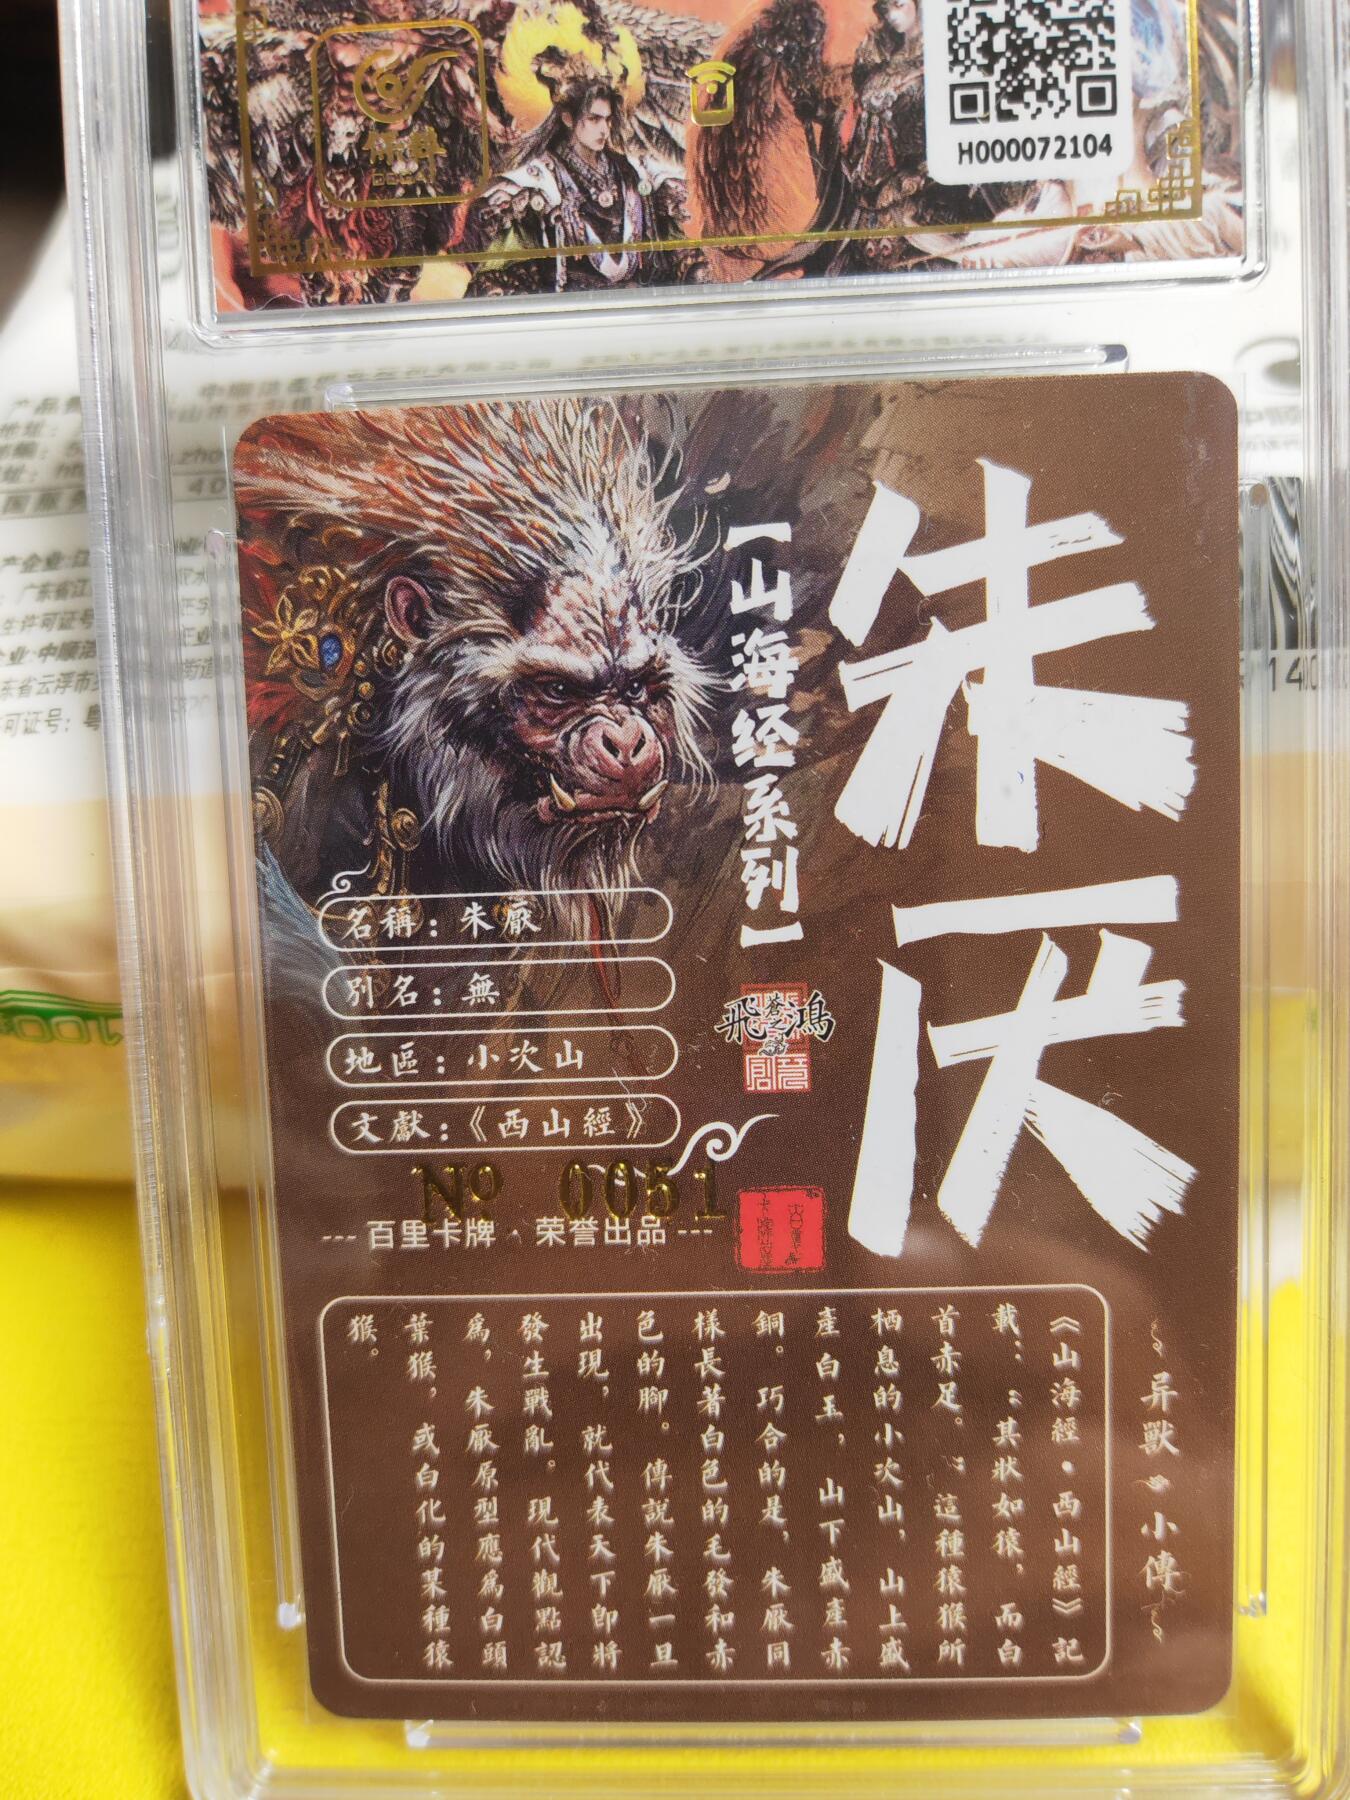 保粹
H000072104
朱厌
【山海经系列】
飛鴻
蒼之
名稱：朱厭
別名：無
地區：小次山
文獻：《西山經》
№ 0051
--- 百里卡牌 · 荣誉出品 ---
异獸 小傳
《山海經·西山經》記
載：：其狀如猿，而白
首赤足。：這種猿猴所
栖息的小次山，山上盛
產白玉，山下盛產赤
銅。巧合的是，朱厭同
樣長著白色的毛發和赤
色的腳。傳說朱厭一旦
出現，就代表天下即將
發生戰亂。現代觀點認
爲，朱厭原型應爲白頭
葉猴，或白化的某種猿
猴。